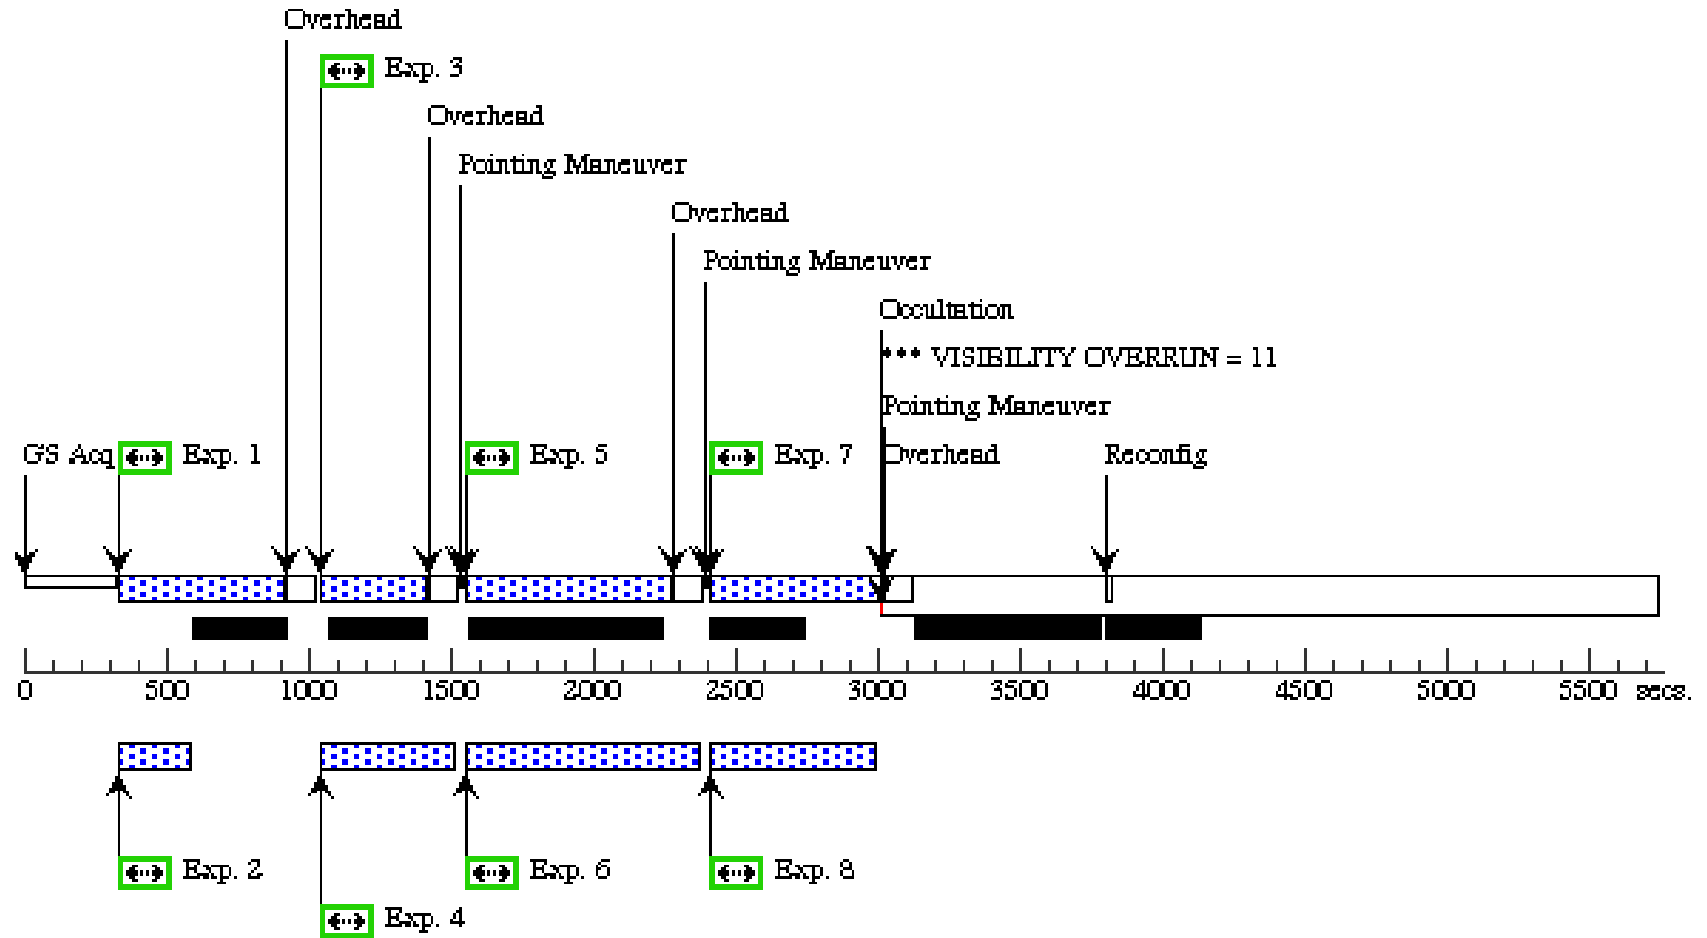 Overhead
Exp. 3
Overhead
Pointing Maneuver
Overhead
Pointing Maneuver
Occultation
*** VISIBILITY OVERRUN = 11
Pointing Maneuver
GS Acq Exp. 1 Exp. 5 Exp. 7 Overhead Reconfig
0 500 1000 1500 2000 2500 3000 3500 4000 4500 5000 5500 secs.
Exp. 2 Exp. 6 Exp. 8
Exp. 4